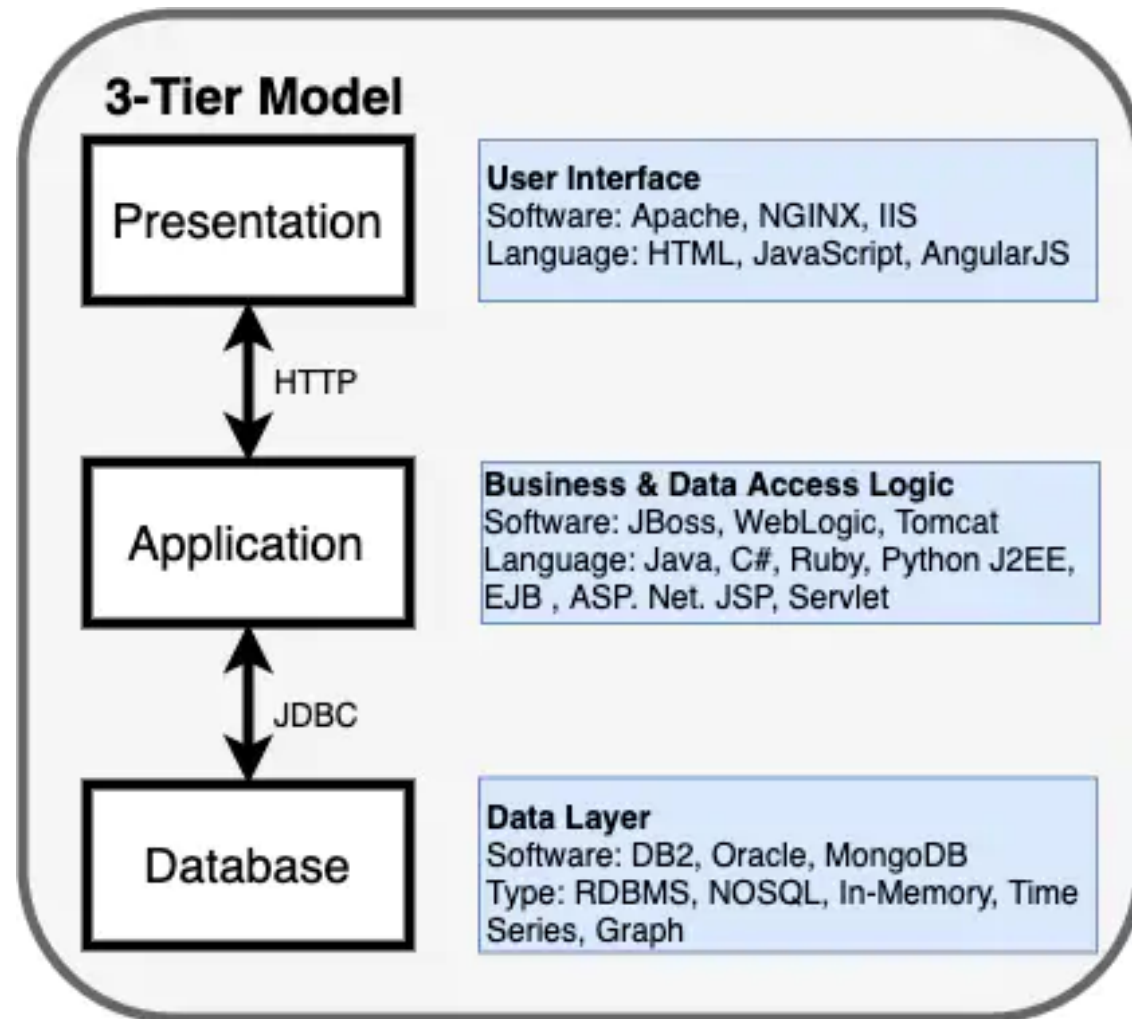 3-Tier Model
Presentation
User Interface
Software: Apache, NGINX, IIS
Language: HTML, JavaScript, AngularJS
HTTP
Application
Business & Data Access Logic
Software: JBoss, WebLogic, Tomcat
Language: Java, C#, Ruby, Python J2EE,
EJB , ASP. Net. JSP, Servlet
JDBC
Database
Data Layer
Software: DB2, Oracle, MongoDB
Type: RDBMS, NOSQL, In-Memory, Time
Series, Graph